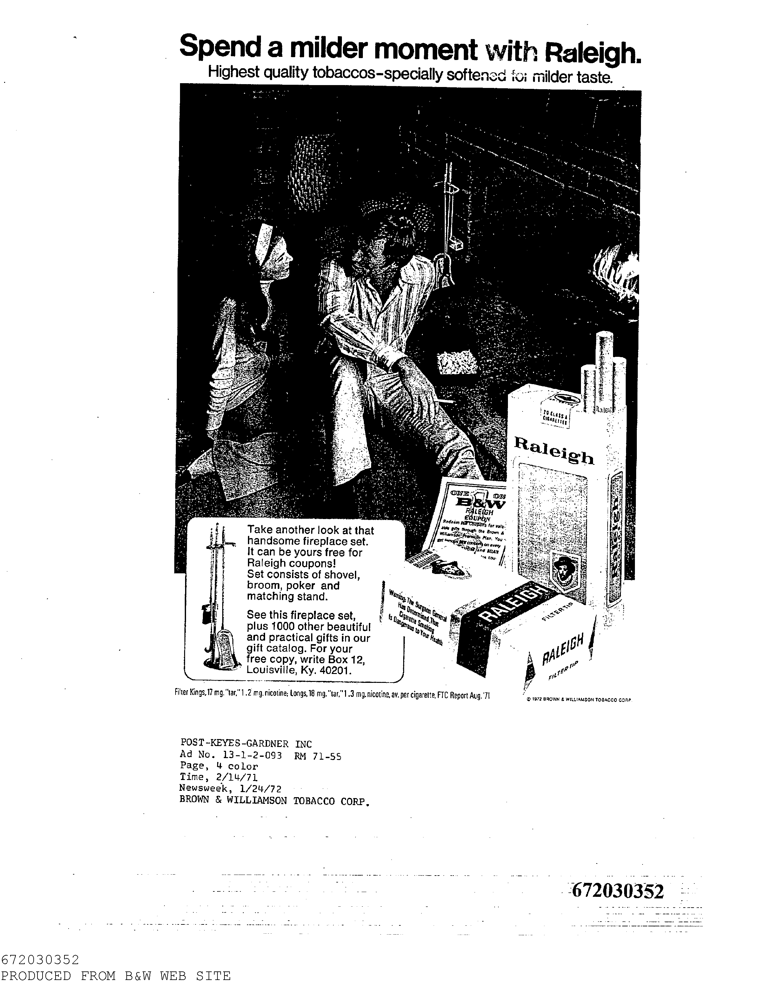 Spend a milder moment with Raleigh.
Highest quality tobaccos-specially softened for milder taste.
20 CLASS A
CIGARETTES
Raleigh
RALEIGH
ONE ON
B&W
RALEIGH
COUPON
Take another look at that
handsome fireplace set.
It can be yours free for
Raleigh coupons!
Set consists of shovel,
broom, poker and
matching stand.
See this fireplace set,
plus 1000 other beautiful
and practical gifts in our
gift catalog. For your
free copy, write Box 12,
Louisville, Ky. 40201.
Warning: The Surgeon General
Has Determined That
Cigarette Smoking
Is Dangerous to Your Health
RALEIGH
FILTER TIP
RALEIGH
FILTER TIP
Filter Kings, 17 mg. "tar," 1.2 mg. nicotine; Longs, 18 mg. "tar," 1.3 mg. nicotine, av. per cigarette, FTC Report Aug. '71
© 1972 BROWN & WILLIAMSON TOBACCO CORP
POST-KEYES-GARDNER INC
Ad No. 13-1-2-093 RM 71-55
Page, 4 color
Time, 2/14/71
Newsweek, 1/24/72
BROWN & WILLIAMSON TOBACCO CORP.
672030352
672030352
PRODUCED FROM B&W WEB SITE